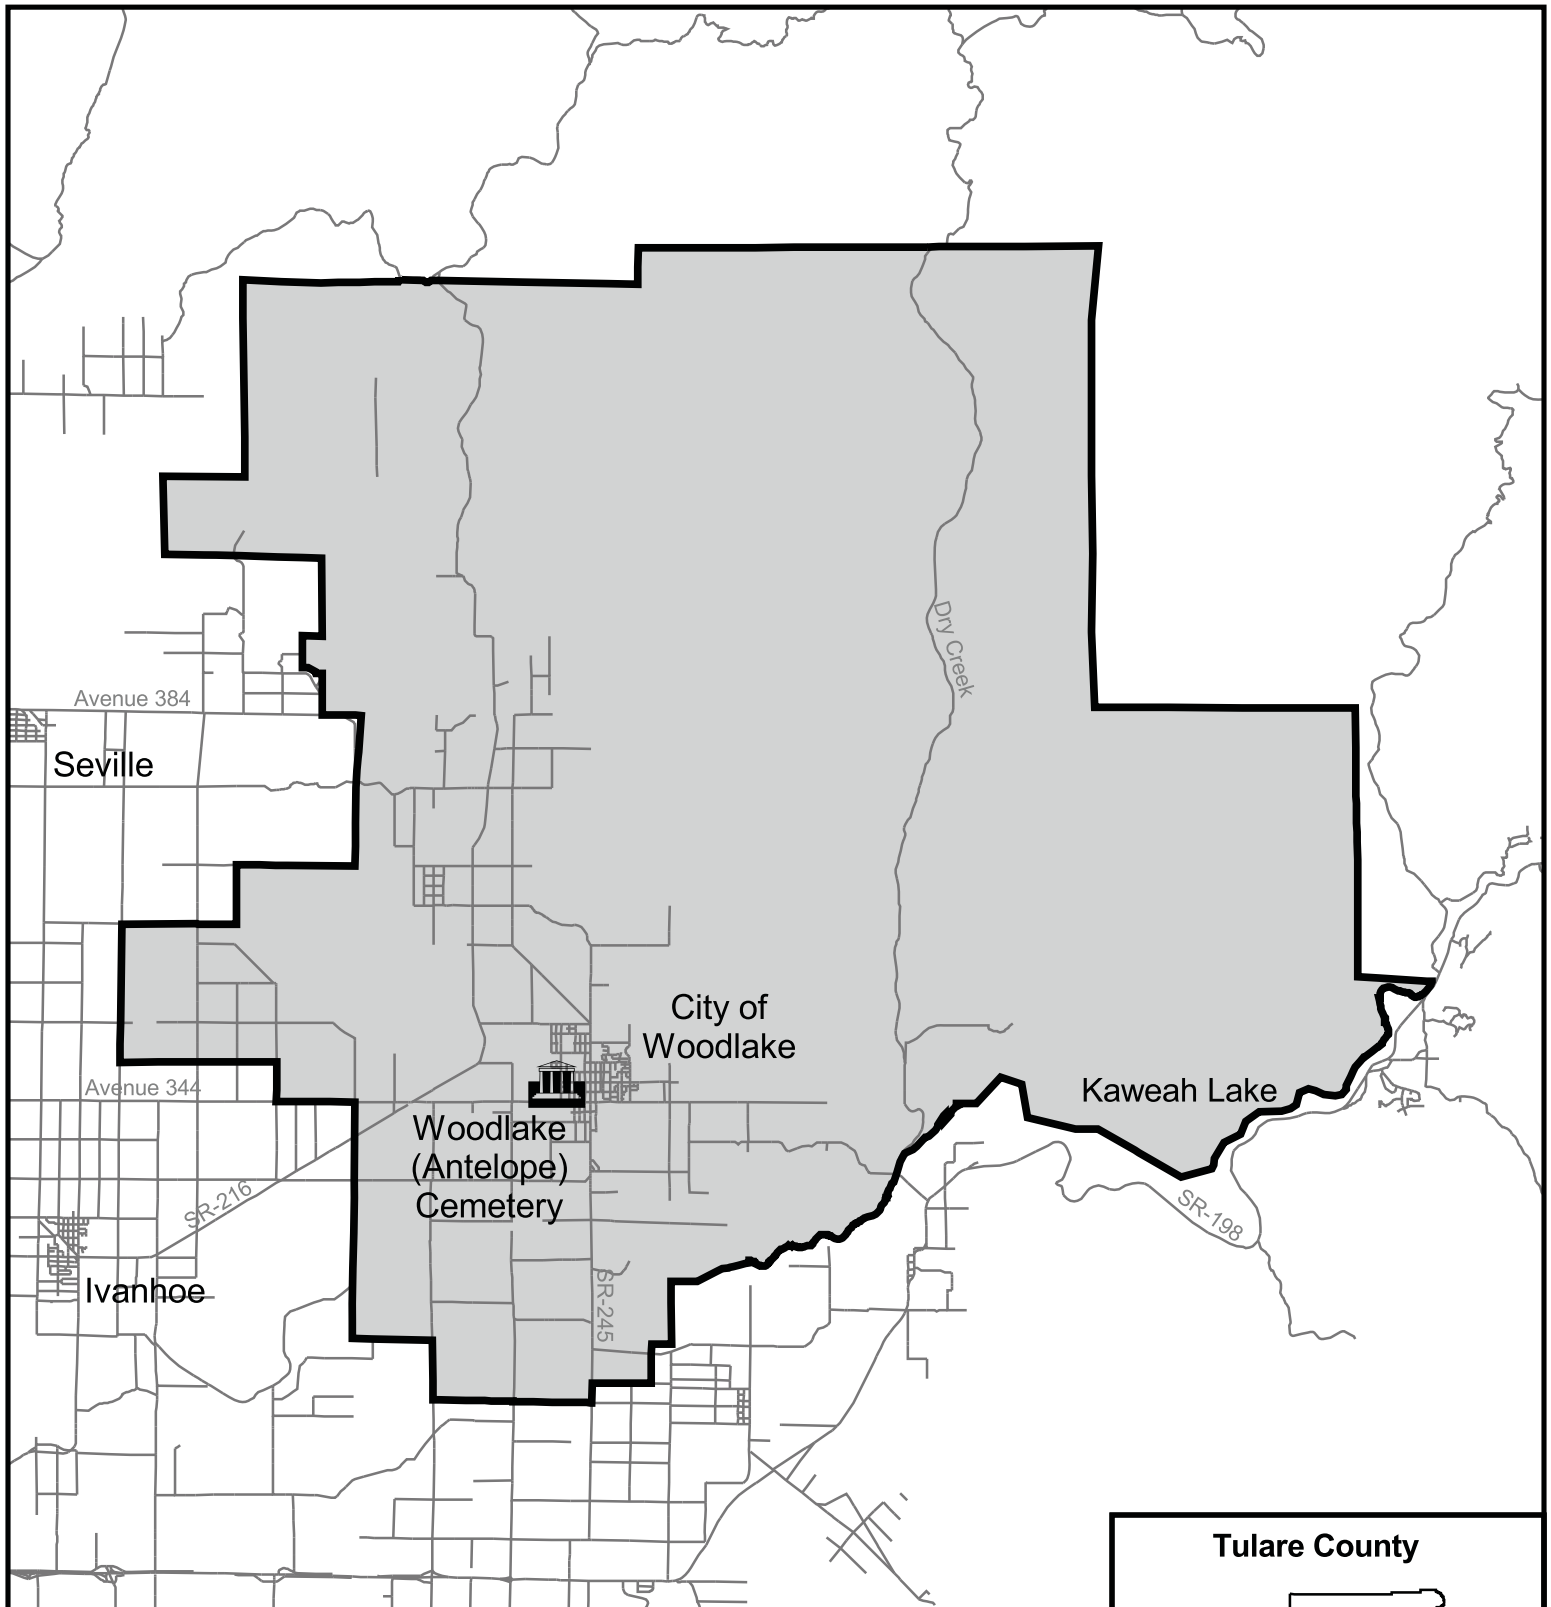 Dry Creek
Avenue 384
Seville
City of
Woodlake
Avenue 344
Kaweah Lake
Woodlake
(Antelope)
Cemetery
SR-216
SR-198
Ivanhoe
SR-245
Tulare County